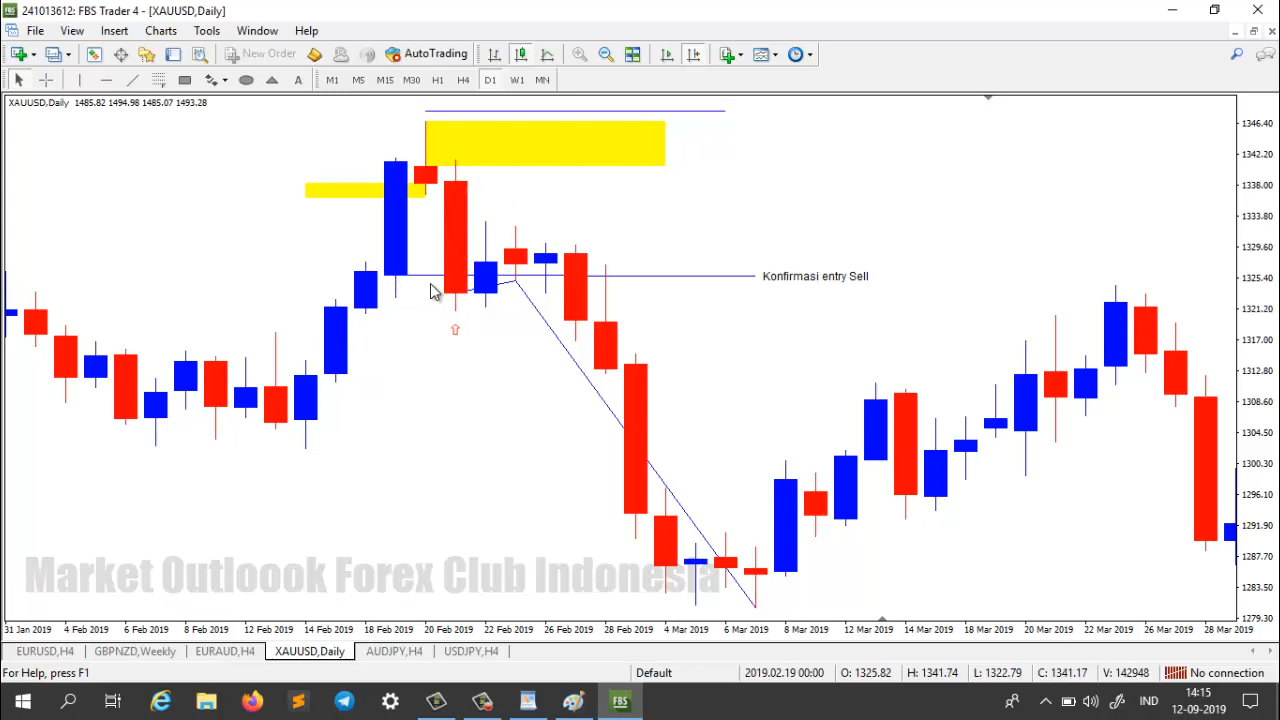 241013612: FBS Trader 4 - [XAUUSD,Daily]
File View Insert Charts Tools Window Help
New Order AutoTrading
A M1 M5 M15 M30 H1 H4 D1 W1 MN
XAUUSD,Daily 1485.82 1494.98 1485.07 1493.28
1346.40
1342.20
1338.00
1333.80
1329.60
Konfirmasi entry Sell
1325.40
1321.20
1317.00
1312.80
1308.60
1304.50
1300.30
1296.10
1291.90
1287.70
1283.50
1279.30
Market Outloook Forex Club Indonesia
31 Jan 2019 4 Feb 2019 6 Feb 2019 8 Feb 2019 12 Feb 2019 14 Feb 2019 18 Feb 2019 20 Feb 2019 22 Feb 2019 26 Feb 2019 28 Feb 2019 4 Mar 2019 6 Mar 2019 8 Mar 2019 12 Mar 2019 14 Mar 2019 18 Mar 2019 20 Mar 2019 22 Mar 2019 26 Mar 2019 28 Mar 2019
EURUSD,H4 GBPNZD,Weekly EURAUD,H4 XAUUSD,Daily AUDJPY,H4 USDJPY,H4
For Help, press F1 Default 2019.02.19 00:00 O: 1325.82 H: 1341.74 L: 1322.79 C: 1341.17 V: 142948 No connection
FBS IND 14:15
12-09-2019